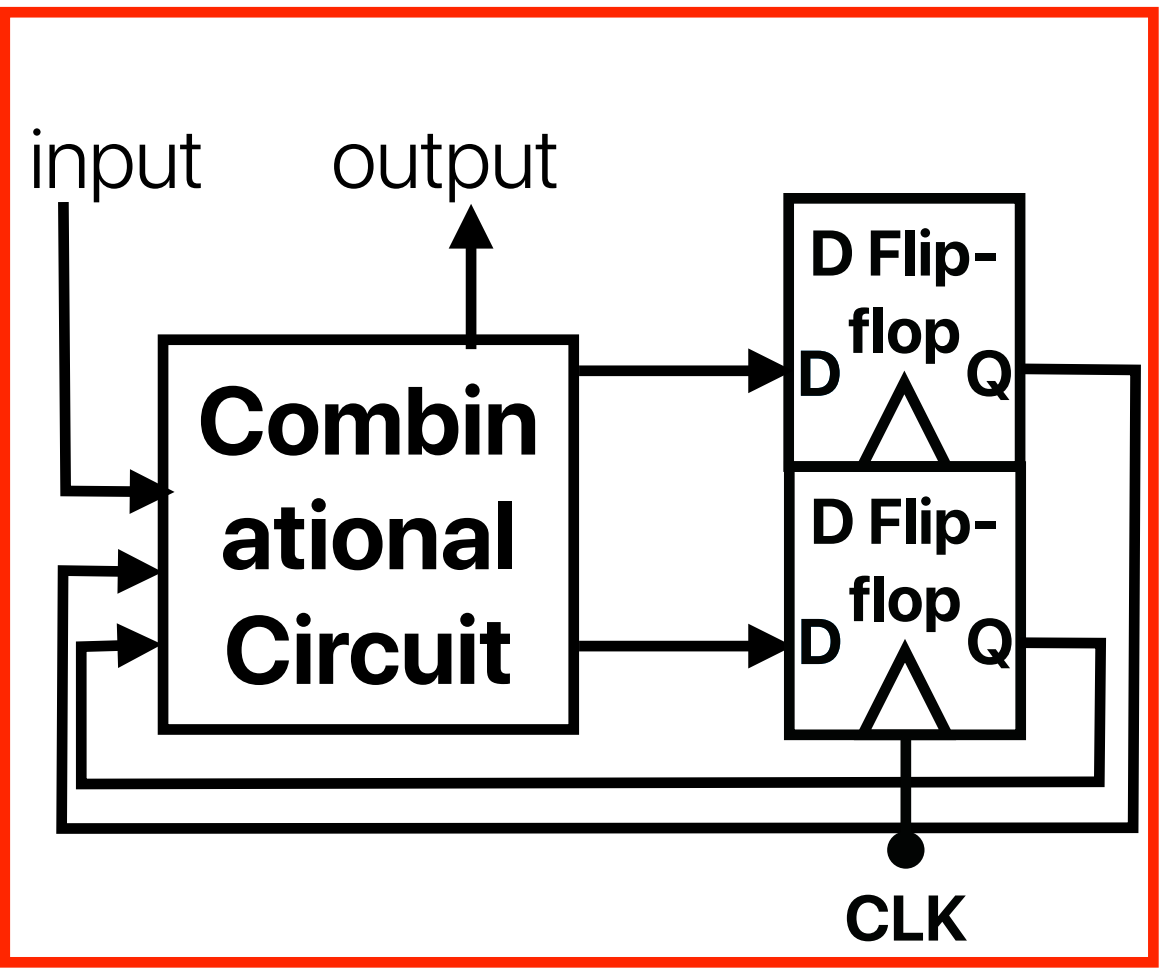 input
output
D Flip-
flop
D
Q
Combin
ational
Circuit
D Flip-
flop
D
Q
CLK